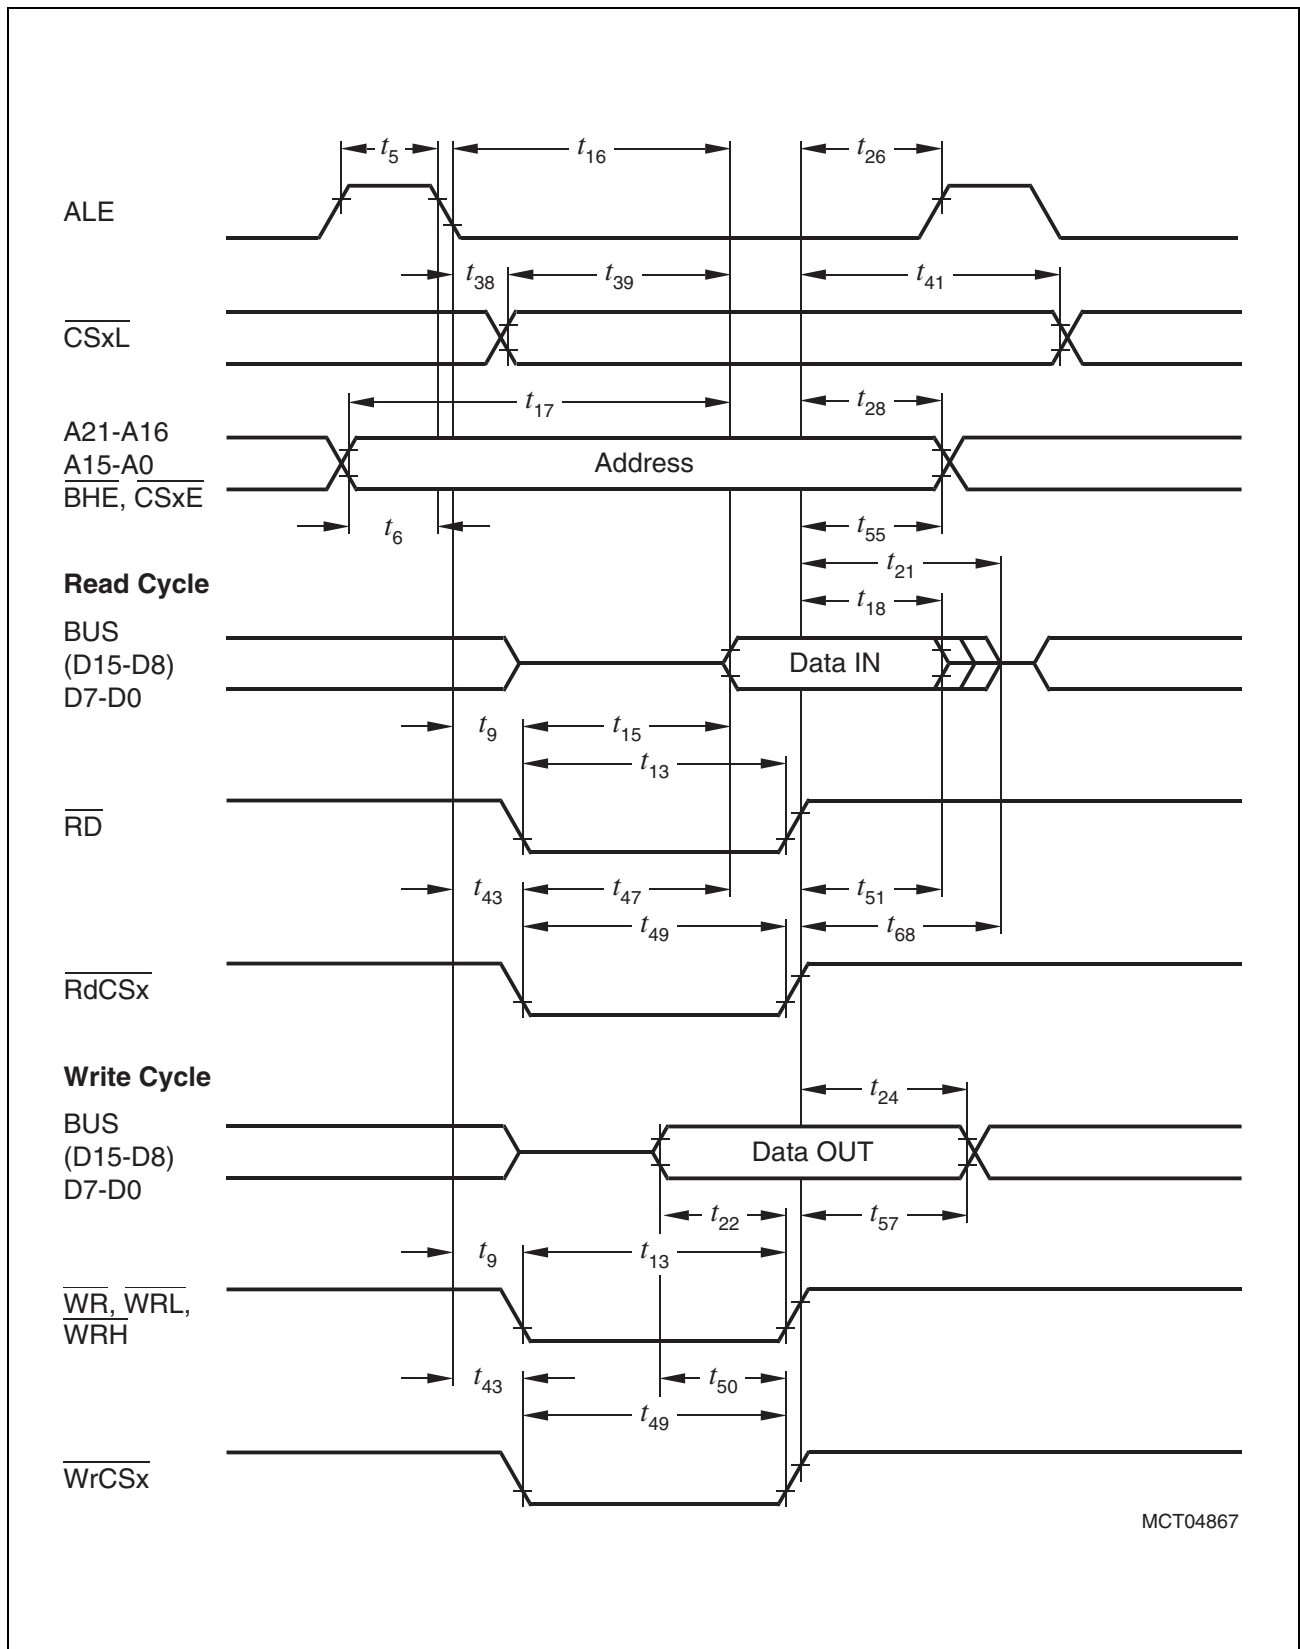 t5 t16 t26
ALE
t38 t39 t41
CSxL
t17 t28
A21-A16
A15-A0
BHE, CSxE
Address
t6 t55
t21
Read Cycle
t18
BUS
(D15-D8)
D7-D0
Data IN
t9 t15
t13
RD
t43 t47 t51
t49 t68
RdCSx
Write Cycle
t24
BUS
(D15-D8)
D7-D0
Data OUT
t22 t57
t9 t13
WR, WRL,
WRH
t43 t50
t49
WrCSx
MCT04867